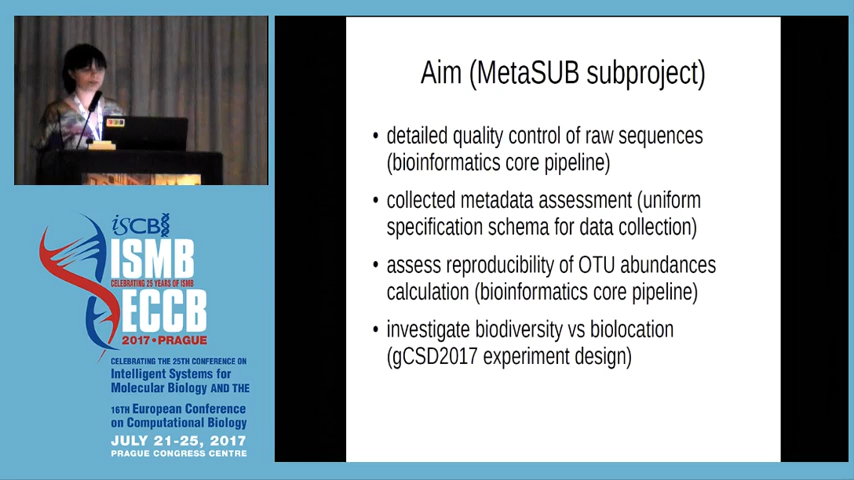 Aim (MetaSUB subproject)
• detailed quality control of raw sequences
(bioinformatics core pipeline)
• collected metadata assessment (uniform
specification schema for data collection)
• assess reproducibility of OTU abundances
calculation (bioinformatics core pipeline)
• investigate biodiversity vs biolocation
(gCSD2017 experiment design)
iSCB
ISMB
CELEBRATING 25 YEARS OF ISMB
ECCB
2017 • PRAGUE
CELEBRATING THE 25TH CONFERENCE ON
Intelligent Systems for
Molecular Biology AND THE
16TH European Conference
on Computational Biology
JULY 21-25, 2017
PRAGUE CONGRESS CENTRE